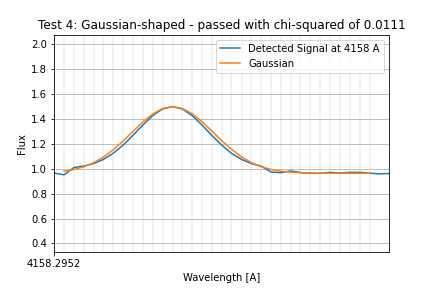 Test 4: Gaussian-shaped - passed with chi-squared of 0.0111
Detected Signal at 4158 A
Gaussian
2.0
1.8
1.6
1.4
1.2
1.0
0.8
0.6
0.4
Flux
4158.2952
Wavelength [A]